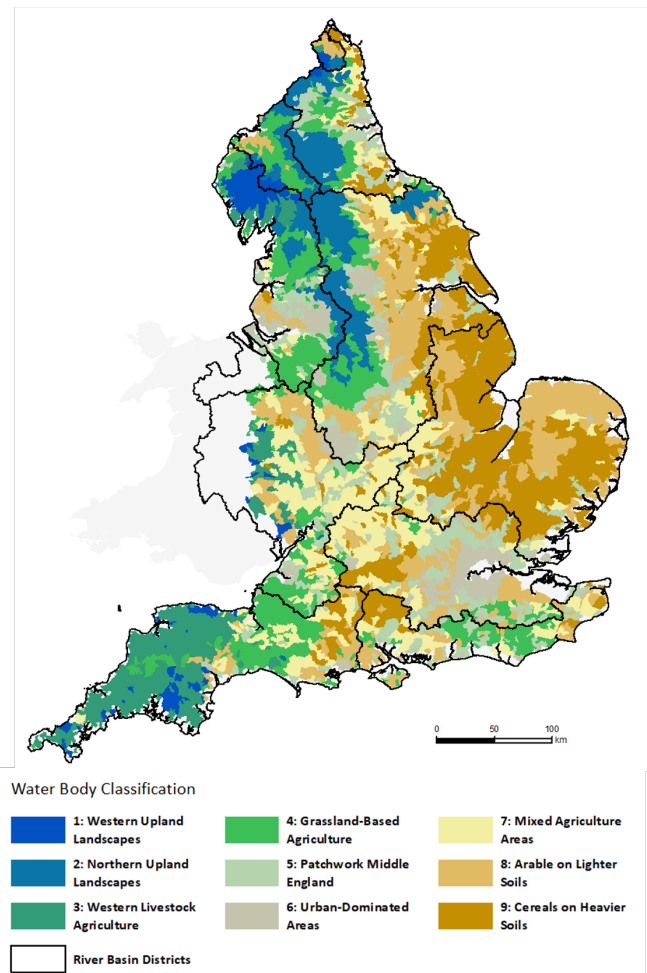 0 50 100
km
Water Body Classification
1: Western Upland
Landscapes
2: Northern Upland
Landscapes
3: Western Livestock
Agriculture
River Basin Districts
4: Grassland-Based
Agriculture
5: Patchwork Middle
England
6: Urban-Dominated
Areas
7: Mixed Agriculture
Areas
8: Arable on Lighter
Soils
9: Cereals on Heavier
Soils